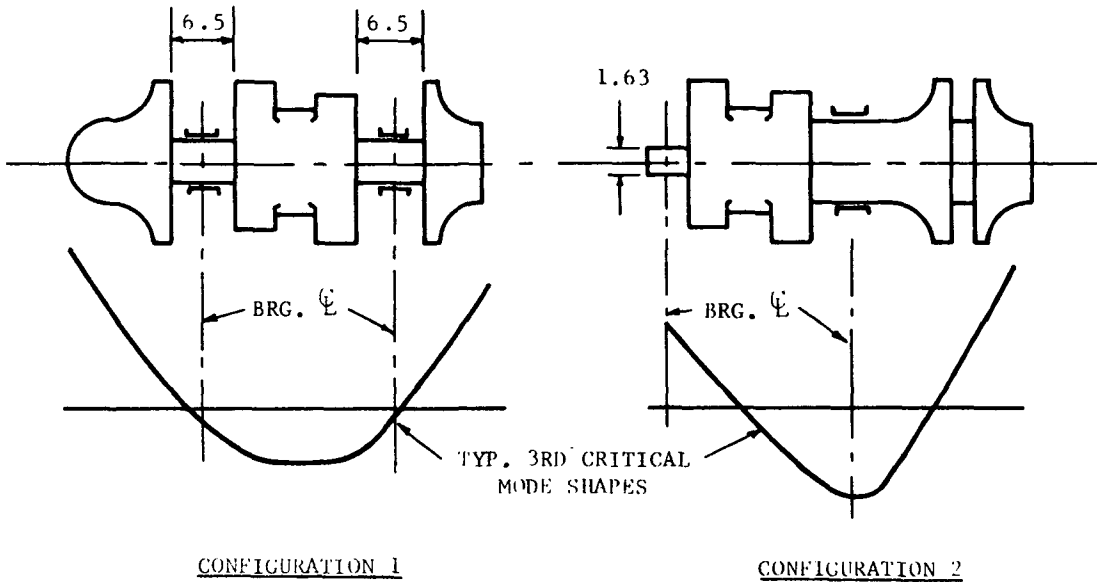 6.5
6.5
1.63
BRG. ℄
BRG. ℄
TYP. 3RD CRITICAL
MODE SHAPES
CONFIGURATION 1
CONFIGURATION 2